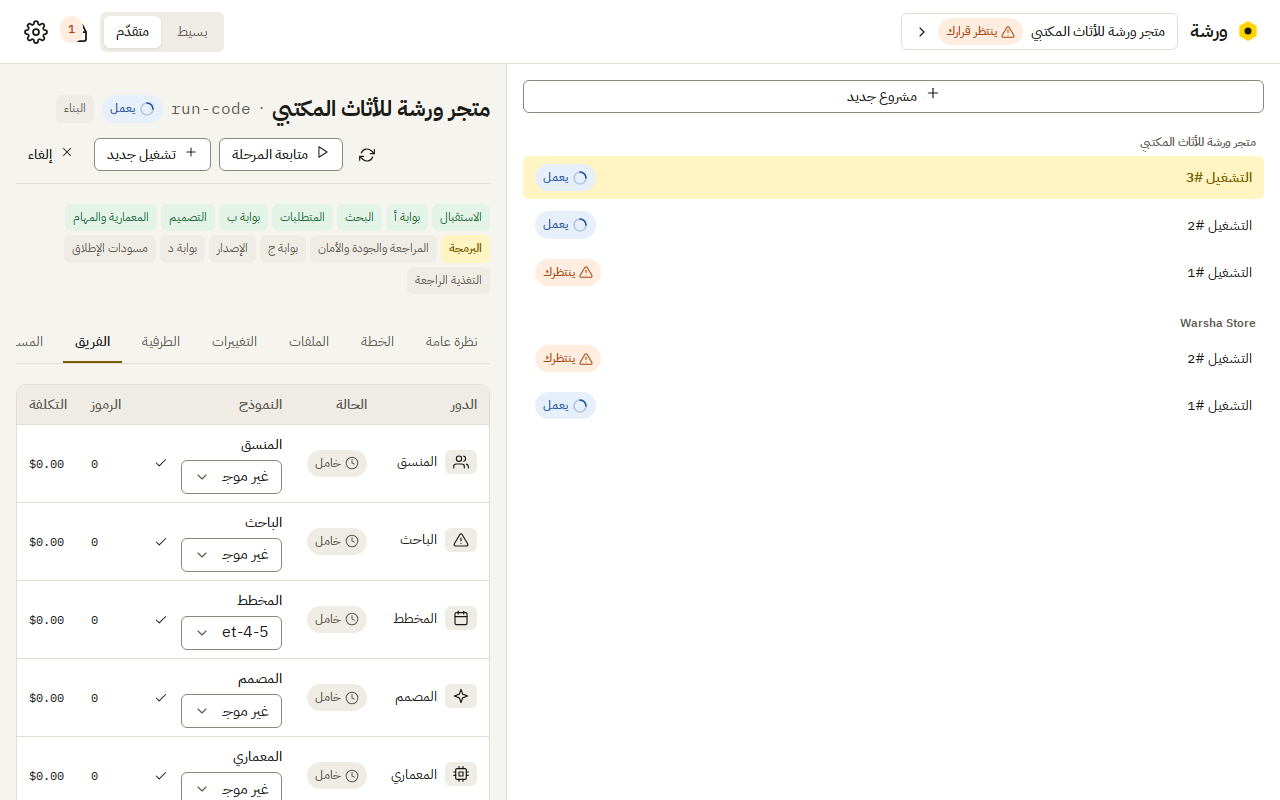 ورشة
متجر ورشة للأثاث المكتبي
ينتظر قرارك
بسيط
متقدّم
1
مشروع جديد
متجر ورشة للأثاث المكتبي
التشغيل #3 يعمل
التشغيل #2 يعمل
التشغيل #1 ينتظرك
Warsha Store
التشغيل #2 ينتظرك
التشغيل #1 يعمل
متجر ورشة للأثاث المكتبي · run-code يعمل البناء
متابعة المرحلة تشغيل جديد إلغاء
الاستقبال بوابة أ البحث المتطلبات بوابة ب التصميم المعمارية والمهام
البرمجة المراجعة والجودة والأمان بوابة ج الإصدار بوابة د مسودات الإطلاق
التغذية الراجعة
نظرة عامة الخطة الملفات التغييرات الطرفية الفريق المس
الدور الحالة النموذج الرموز التكلفة
المنسق
المنسق خامل غير موج 0 $0.00
الباحث
الباحث خامل غير موج 0 $0.00
المخطط
المخطط خامل et-4-5 0 $0.00
المصمم
المصمم خامل غير موج 0 $0.00
المعماري
المعماري خامل غير موج 0 $0.00